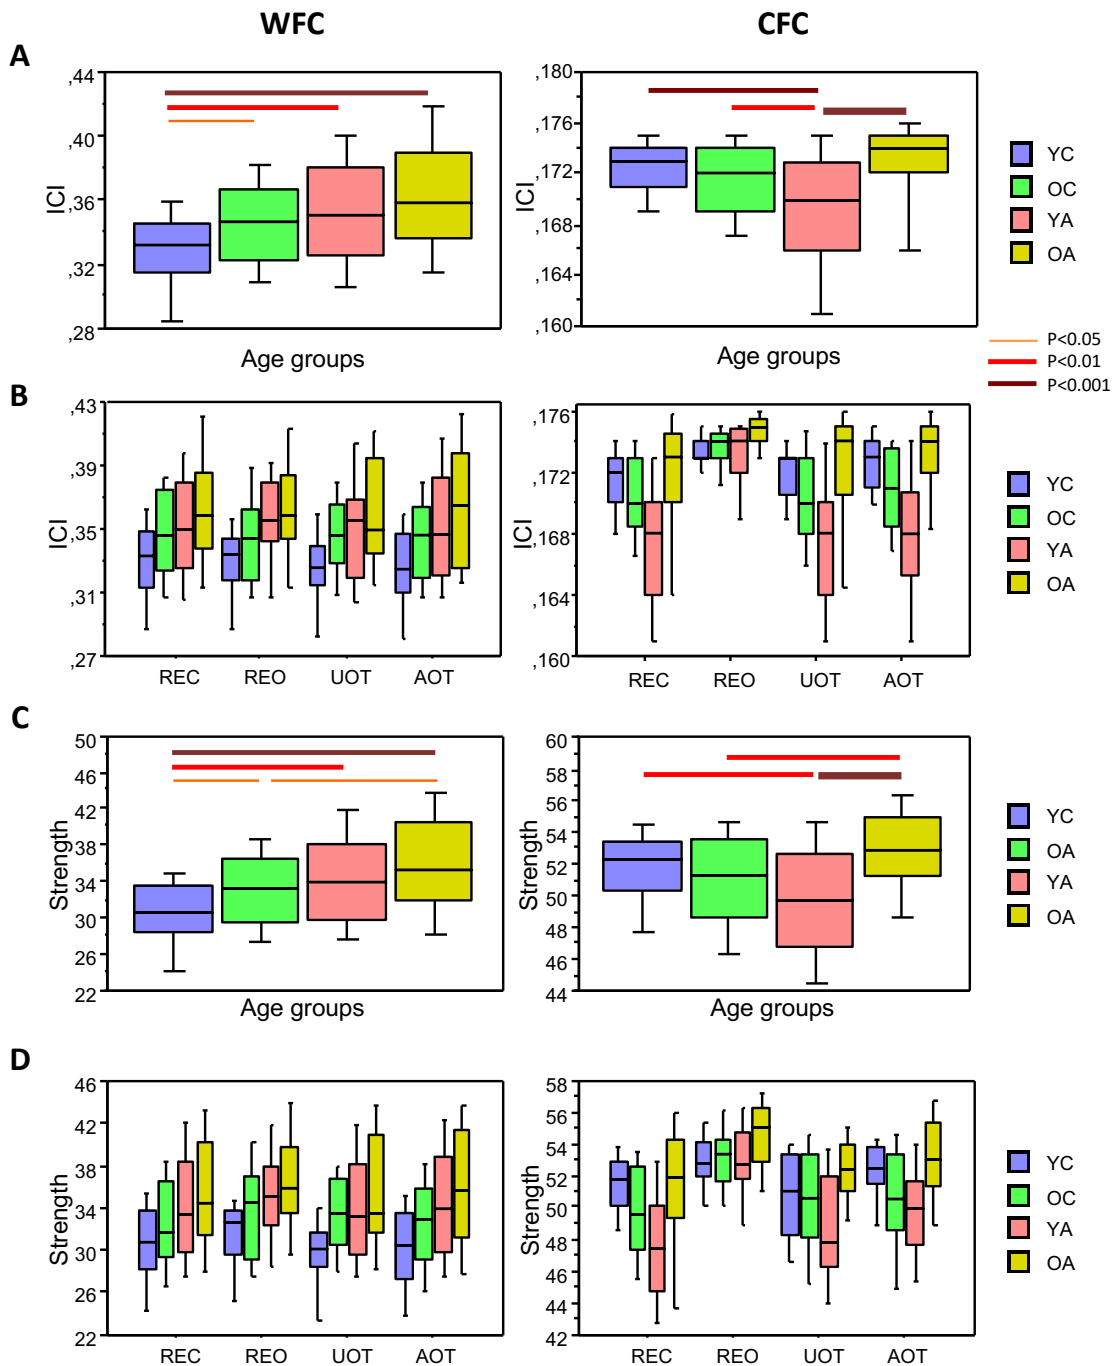 WFC CFC
A
,44
,40
,36
,32
,28
ICI
Age groups
,180
,176
,172
,168
,164
,160
ICI
Age groups
YC
OC
YA
OA
P<0.05
P<0.01
P<0.001
B
,43
,39
,35
,31
,27
ICI
REC REO UOT AOT
,176
,172
,168
,164
,160
ICI
REC REO UOT AOT
YC
OC
YA
OA
C
50
46
42
38
34
30
26
22
Strength
Age groups
60
58
56
54
52
50
48
46
44
Strength
Age groups
YC
OA
YA
OA
D
46
42
38
34
30
26
22
Strength
REC REO UOT AOT
58
56
54
52
50
48
46
44
42
Strength
REC REO UOT AOT
YC
OC
YA
OA